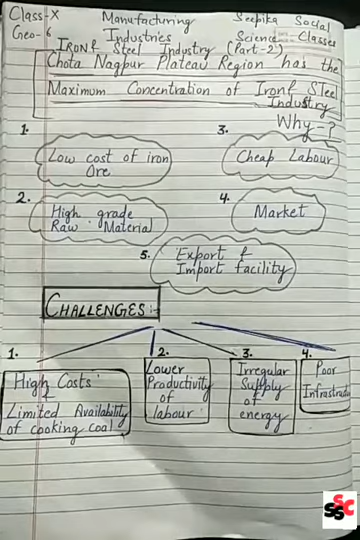 Class-X
Geo-6
Manufacturing
Industries
Seepika Social
Science Classes
Iron & Steel Industry (Part-2)
Chota Nagpur Plateau Region has the
Maximum Concentration of Iron & Steel
Industry
Why-?
1.
Low cost of iron
Ore
3.
Cheap Labour
2.
High grade
Raw Material
4.
Market
5. Export &
Import facility
CHALLENGES:-
1.
High Costs
&
Limited Availability
of cooking coal
2.
Lower
Productivity
of
labour
3.
Irregular
Supply
of
energy
4.
Poor
Infrastru
SSC